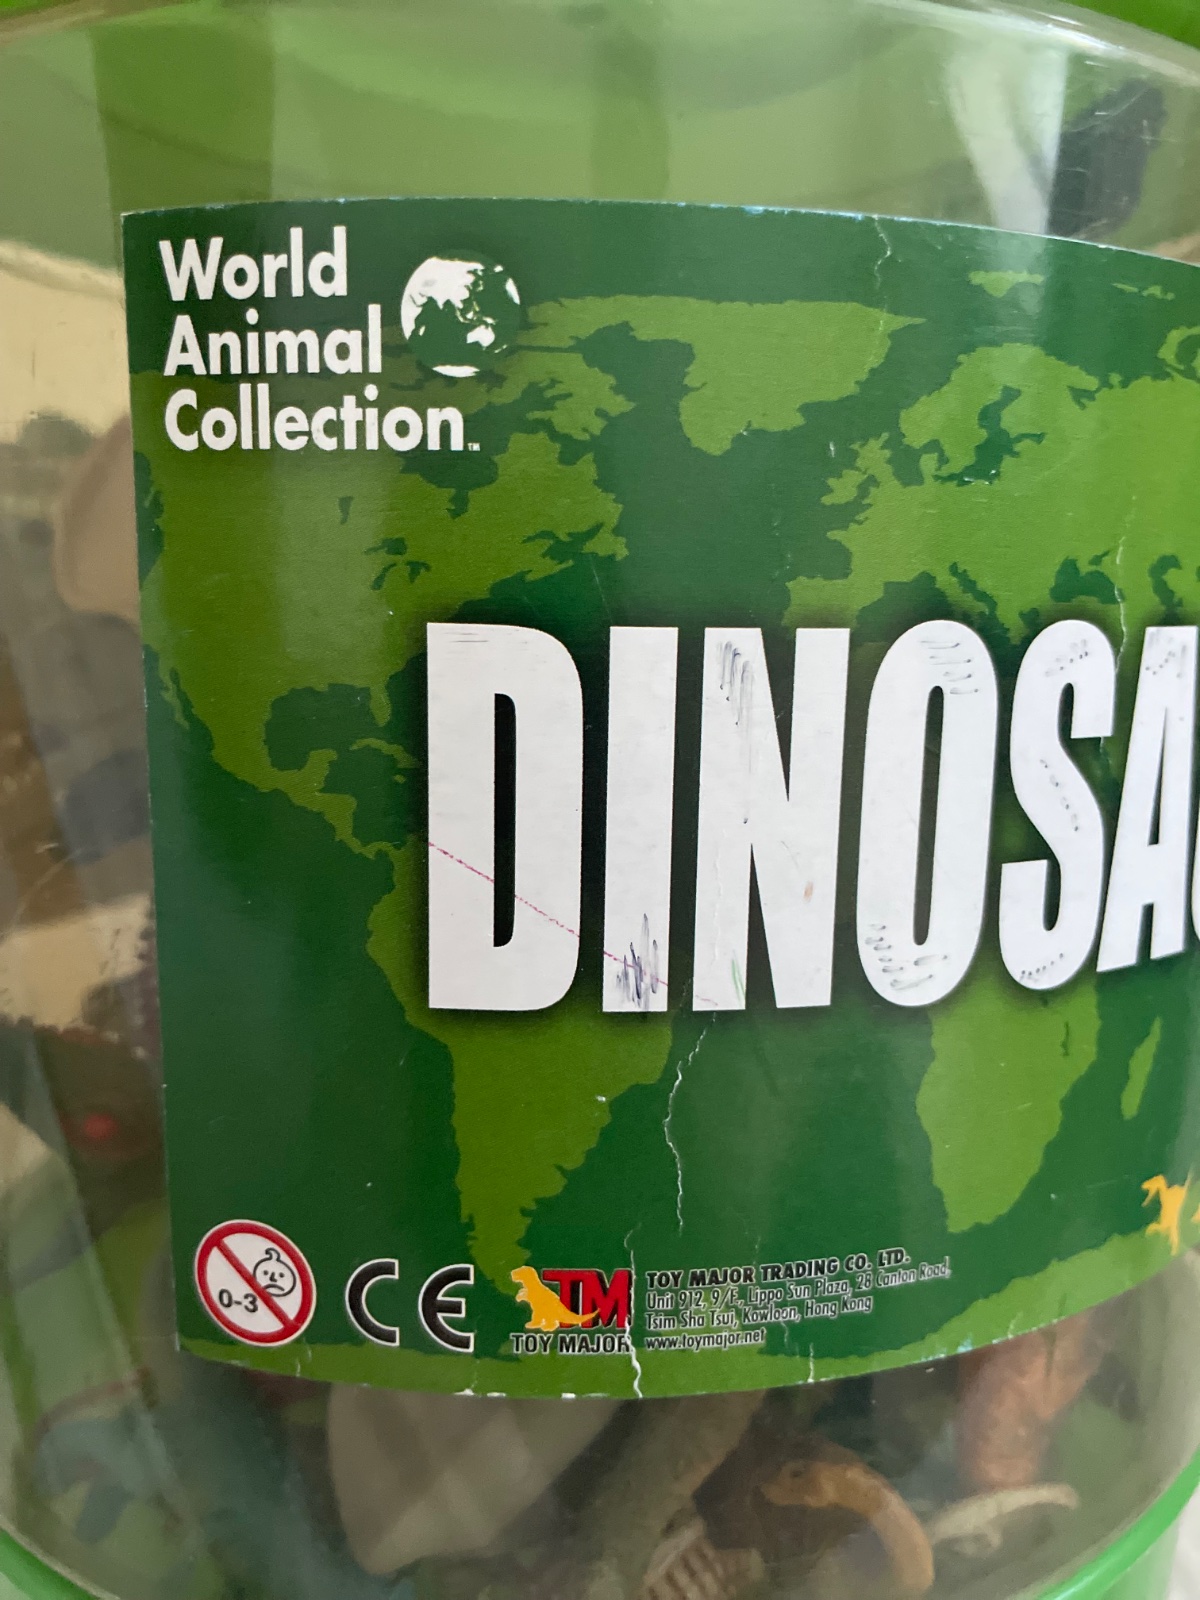 World
Animal
Collection™
DINOSA
0-3
CE
TM
TOY MAJOR
TOY MAJOR TRADING CO. LTD.
Unit 912, 9/F., Lippo Sun Plaza, 28 Canton Road,
Tsim Sha Tsui, Kowloon, Hong Kong
www.toymajor.net